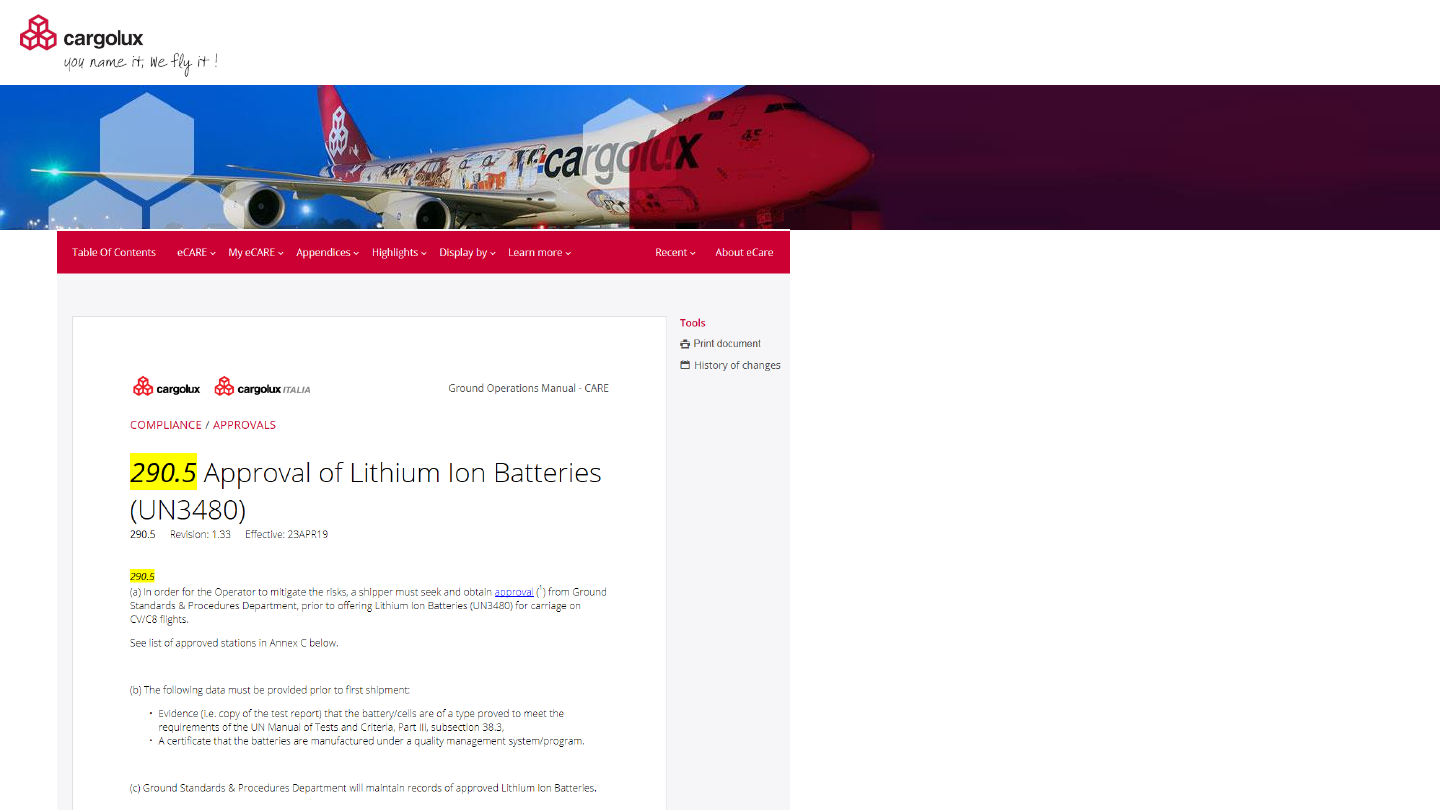 cargolux
you name it, we fly it !
cargolux
Table Of Contents eCARE My eCARE Appendices Highlights Display by Learn more Recent About eCare
Tools
Print document
History of changes
cargolux cargolux ITALIA Ground Operations Manual - CARE
COMPLIANCE / APPROVALS
290.5 Approval of Lithium Ion Batteries
(UN3480)
290.5 Revision: 1.33 Effective: 23APR19
290.5
(a) In order for the Operator to mitigate the risks, a shipper must seek and obtain approval (¹) from Ground
Standards & Procedures Department, prior to offering Lithium Ion Batteries (UN3480) for carriage on
CV/C8 flights.
See list of approved stations in Annex C below.
(b) The following data must be provided prior to first shipment:
• Evidence (i.e. copy of the test report) that the battery/cells are of a type proved to meet the
requirements of the UN Manual of Tests and Criteria, Part III, subsection 38.3,
• A certificate that the batteries are manufactured under a quality management system/program.
(c) Ground Standards & Procedures Department will maintain records of approved Lithium Ion Batteries.